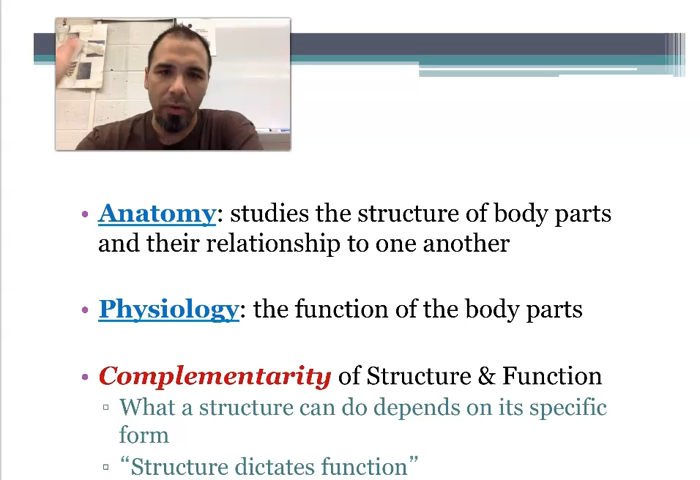 Anatomy: studies the structure of body parts
and their relationship to one another
Physiology: the function of the body parts
Complementarity of Structure & Function
What a structure can do depends on its specific
form
“Structure dictates function”